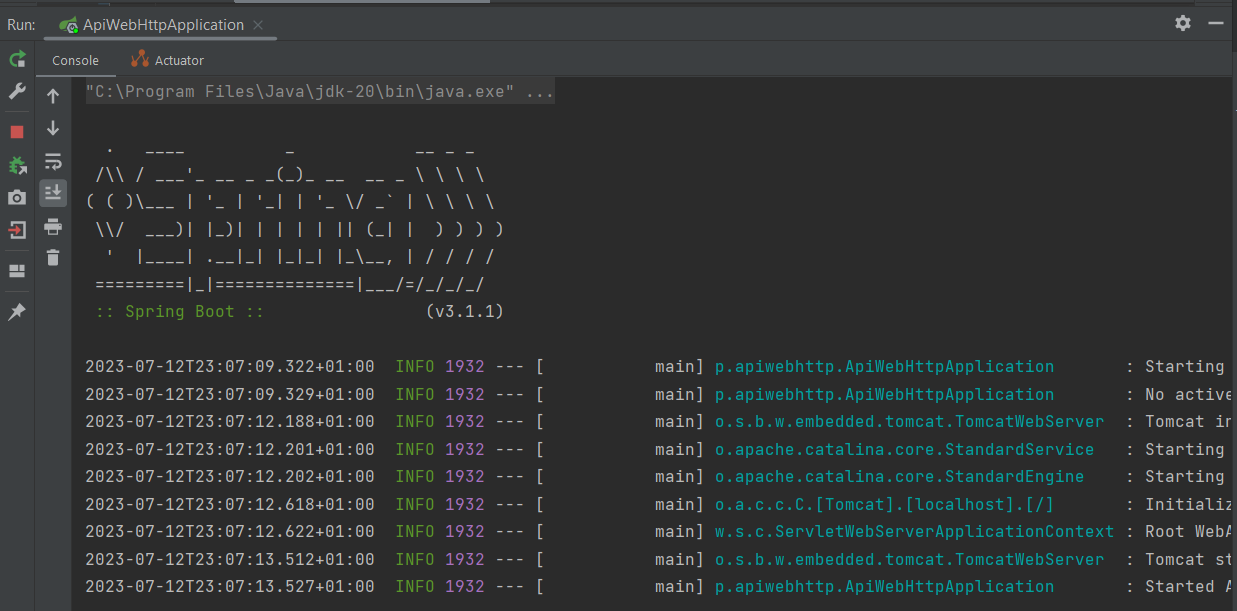 Run: ApiWebHttpApplication
Console Actuator
"C:\Program Files\Java\jdk-20\bin\java.exe" ...
  .   ____          _            __ _ _
 /\\ / ___'_ __ _ _(_)_ __  __ _ \ \ \ \
( ( )\___ | '_ | '_| | '_ \/ _` | \ \ \ \
 \\/  ___)| |_)| | | | | || (_| |  ) ) ) )
  '  |____| .__|_| |_|_| |_\__, | / / / /
 =========|_|==============|___/=/_/_/_/
 :: Spring Boot ::                (v3.1.1)
2023-07-12T23:07:09.322+01:00  INFO 1932 --- [           main] p.apiwebhttp.ApiWebHttpApplication       : Starting
2023-07-12T23:07:09.329+01:00  INFO 1932 --- [           main] p.apiwebhttp.ApiWebHttpApplication       : No active
2023-07-12T23:07:12.188+01:00  INFO 1932 --- [           main] o.s.b.w.embedded.tomcat.TomcatWebServer  : Tomcat in
2023-07-12T23:07:12.201+01:00  INFO 1932 --- [           main] o.apache.catalina.core.StandardService   : Starting
2023-07-12T23:07:12.202+01:00  INFO 1932 --- [           main] o.apache.catalina.core.StandardEngine    : Starting
2023-07-12T23:07:12.618+01:00  INFO 1932 --- [           main] o.a.c.c.C.[Tomcat].[localhost].[/]       : Initializ
2023-07-12T23:07:12.622+01:00  INFO 1932 --- [           main] w.s.c.ServletWebServerApplicationContext : Root WebA
2023-07-12T23:07:13.512+01:00  INFO 1932 --- [           main] o.s.b.w.embedded.tomcat.TomcatWebServer  : Tomcat st
2023-07-12T23:07:13.527+01:00  INFO 1932 --- [           main] p.apiwebhttp.ApiWebHttpApplication       : Started A